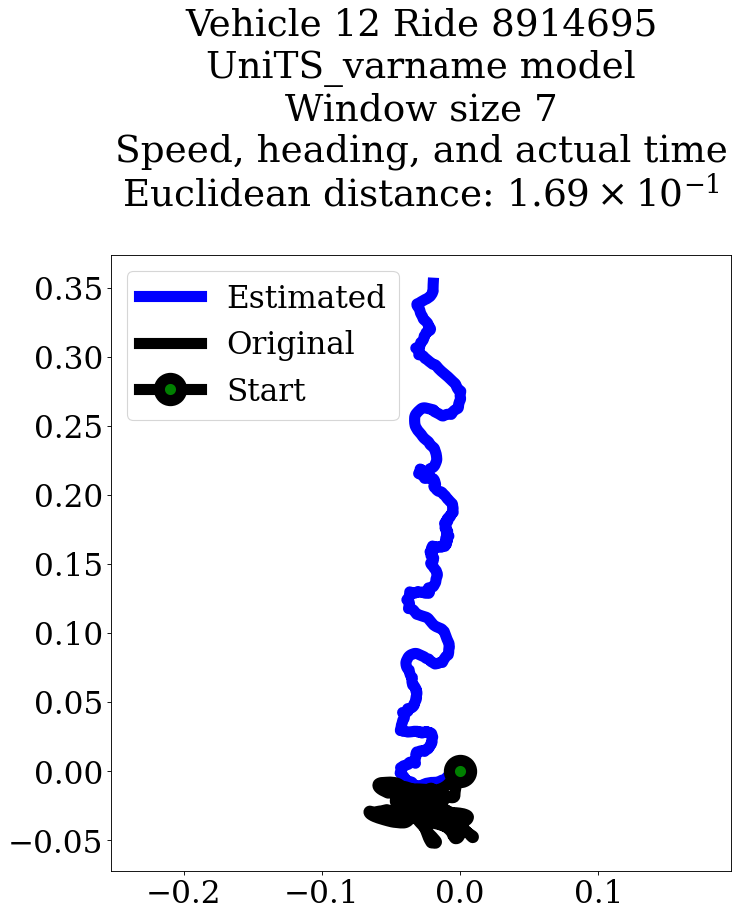 Vehicle 12 Ride 8914695
UniTS_varname model
Window size 7
Speed, heading, and actual time
Euclidean distance: 1.69 × 10⁻¹
Estimated
Original
Start
0.35
0.30
0.25
0.20
0.15
0.10
0.05
0.00
−0.05
−0.2 −0.1 0.0 0.1